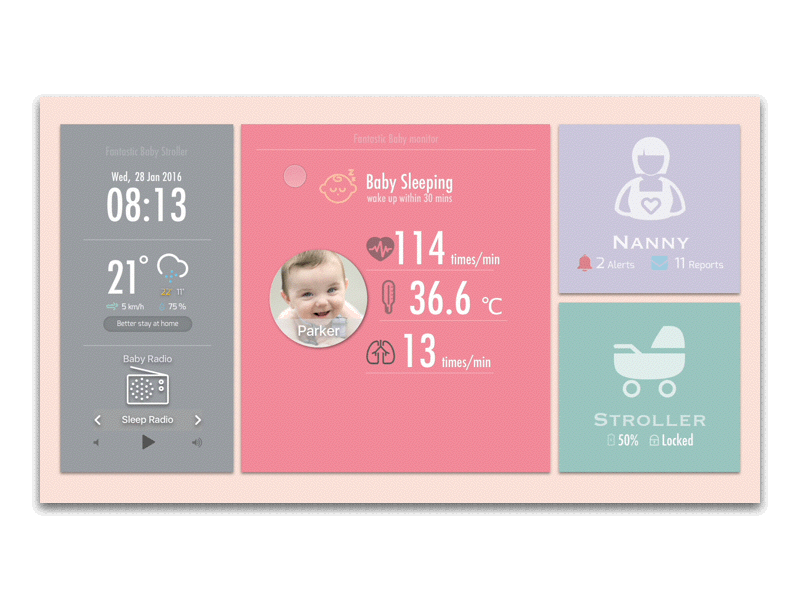 Fantastic Baby Stroller
Wed, 28 Jan 2016
08:13
21°
22° 11°
5 km/h 75 %
Better stay at home
Baby Radio
Sleep Radio
Fantastic Baby monitor
Baby Sleeping
wake up within 30 mins
114 times/min
Parker
36.6 ℃
13 times/min
NANNY
2 Alerts 11 Reports
STROLLER
50% Locked